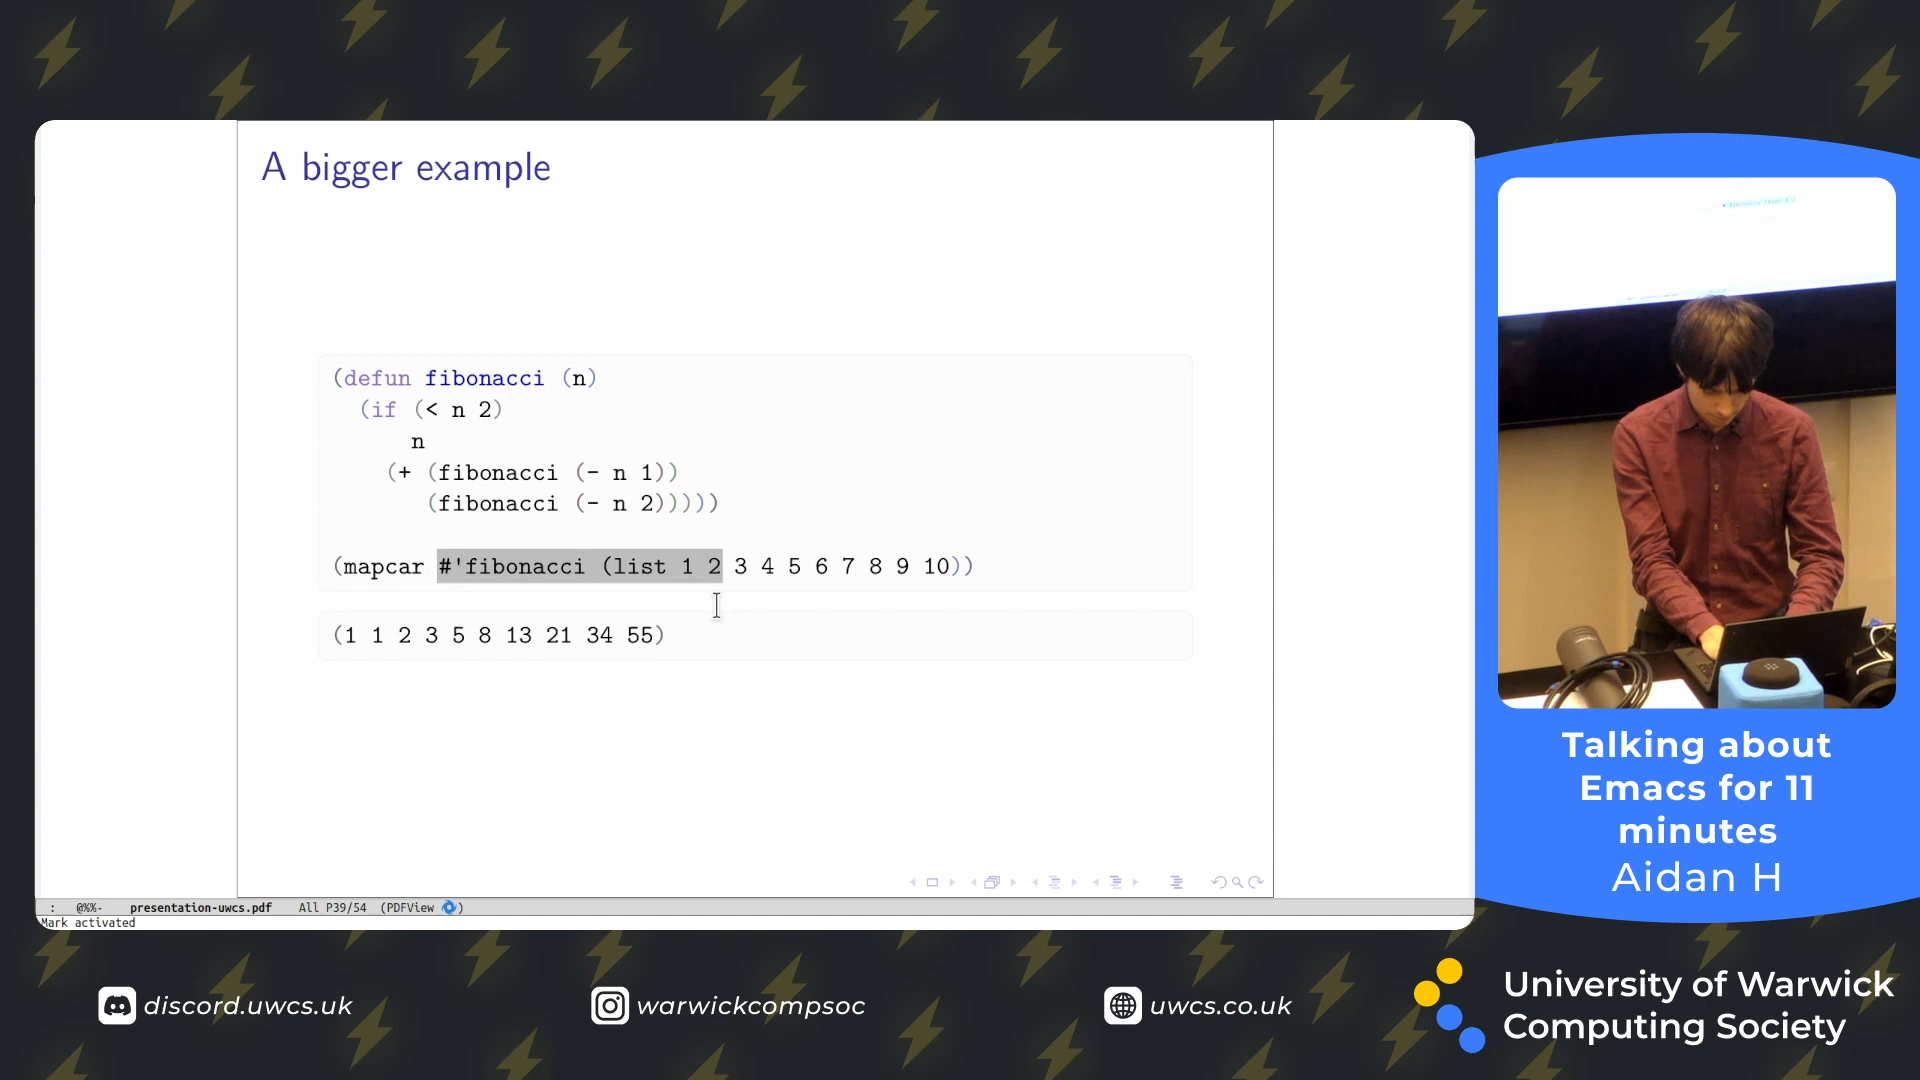 A bigger example
(defun fibonacci (n)
(if (< n 2)
n
(+ (fibonacci (- n 1))
(fibonacci (- n 2)))))
(mapcar #'fibonacci (list 1 2 3 4 5 6 7 8 9 10))
(1 1 2 3 5 8 13 21 34 55)
: @%%- presentation-uwcs.pdf All P39/54 (PDFView)
Mark activated
Talking about
Emacs for 11
minutes
Aidan H
discord.uwcs.uk
warwickcompsoc
uwcs.co.uk
University of Warwick
Computing Society